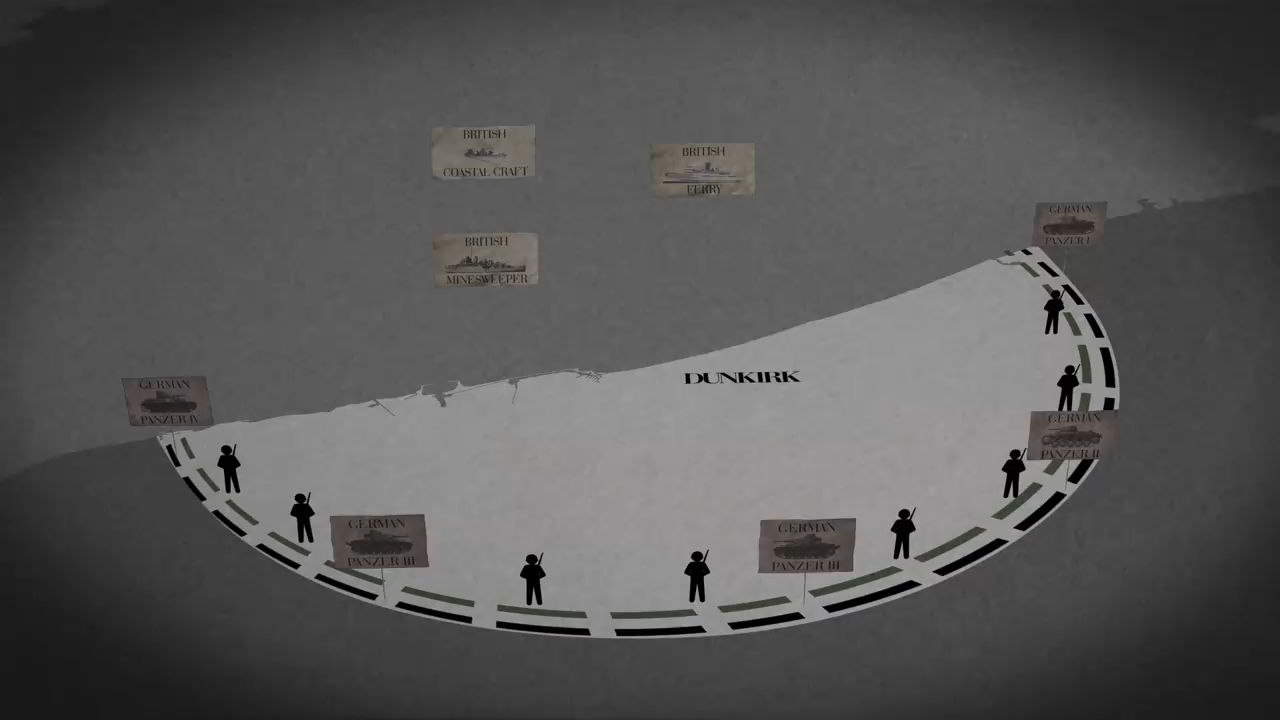 BRITISH
COASTAL CRAFT
BRITISH
FERRY
GERMAN
PANZER I
BRITISH
MINESWEEPER
DUNKIRK
GERMAN
PANZER IV
GERMAN
PANZER II
GERMAN
PANZER III
GERMAN
PANZER III